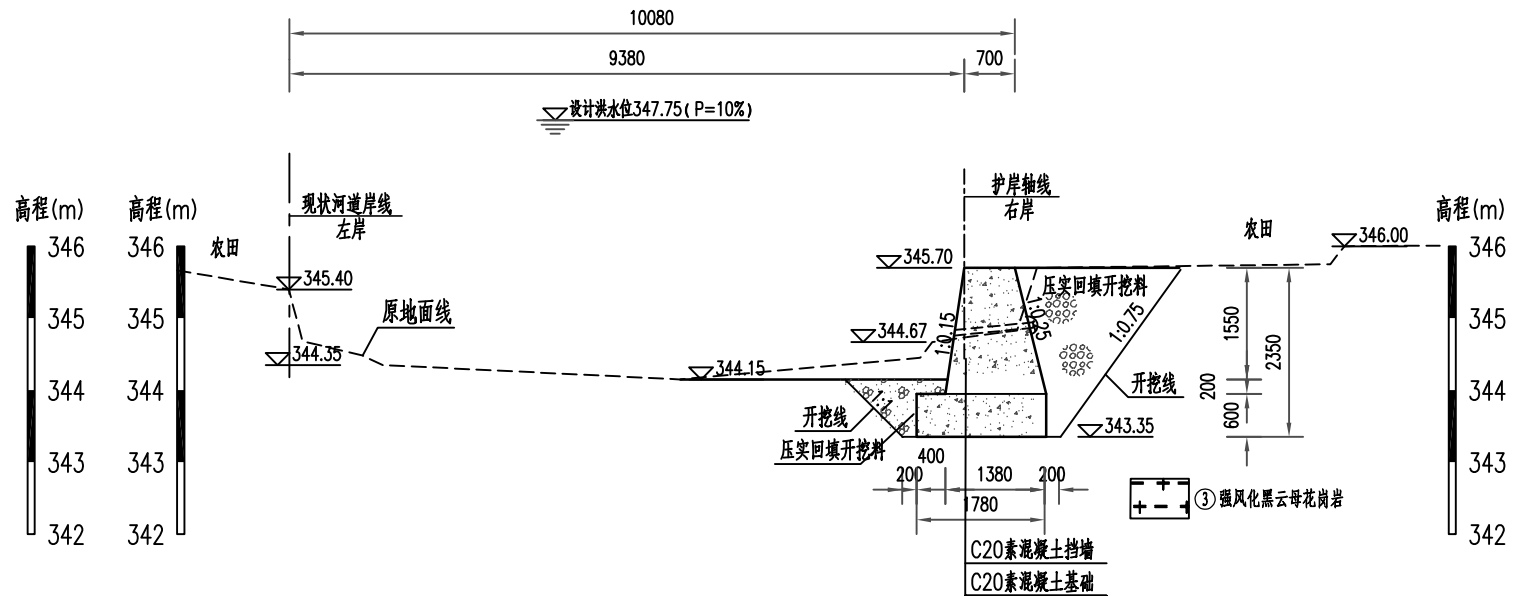 10080
9380
700
设计洪水位347.75(P=10%)
高程(m)
高程(m)
现状河道岸线
左岸
护岸轴线
右岸
高程(m)
346
346
农田
农田
346.00
346
345.40
345.70
原地面线
压实回填开挖料
345
345
344.35
344.67
1:0.15
1:0.25
1:0.75
1550
2350
345
344
344
344.15
1:1
开挖线
开挖线
200
600
344
343
343
压实回填开挖料
343.35
343
400
200
1380
200
1780
③ 强风化黑云母花岗岩
342
342
342
C20素混凝土挡墙
C20素混凝土基础